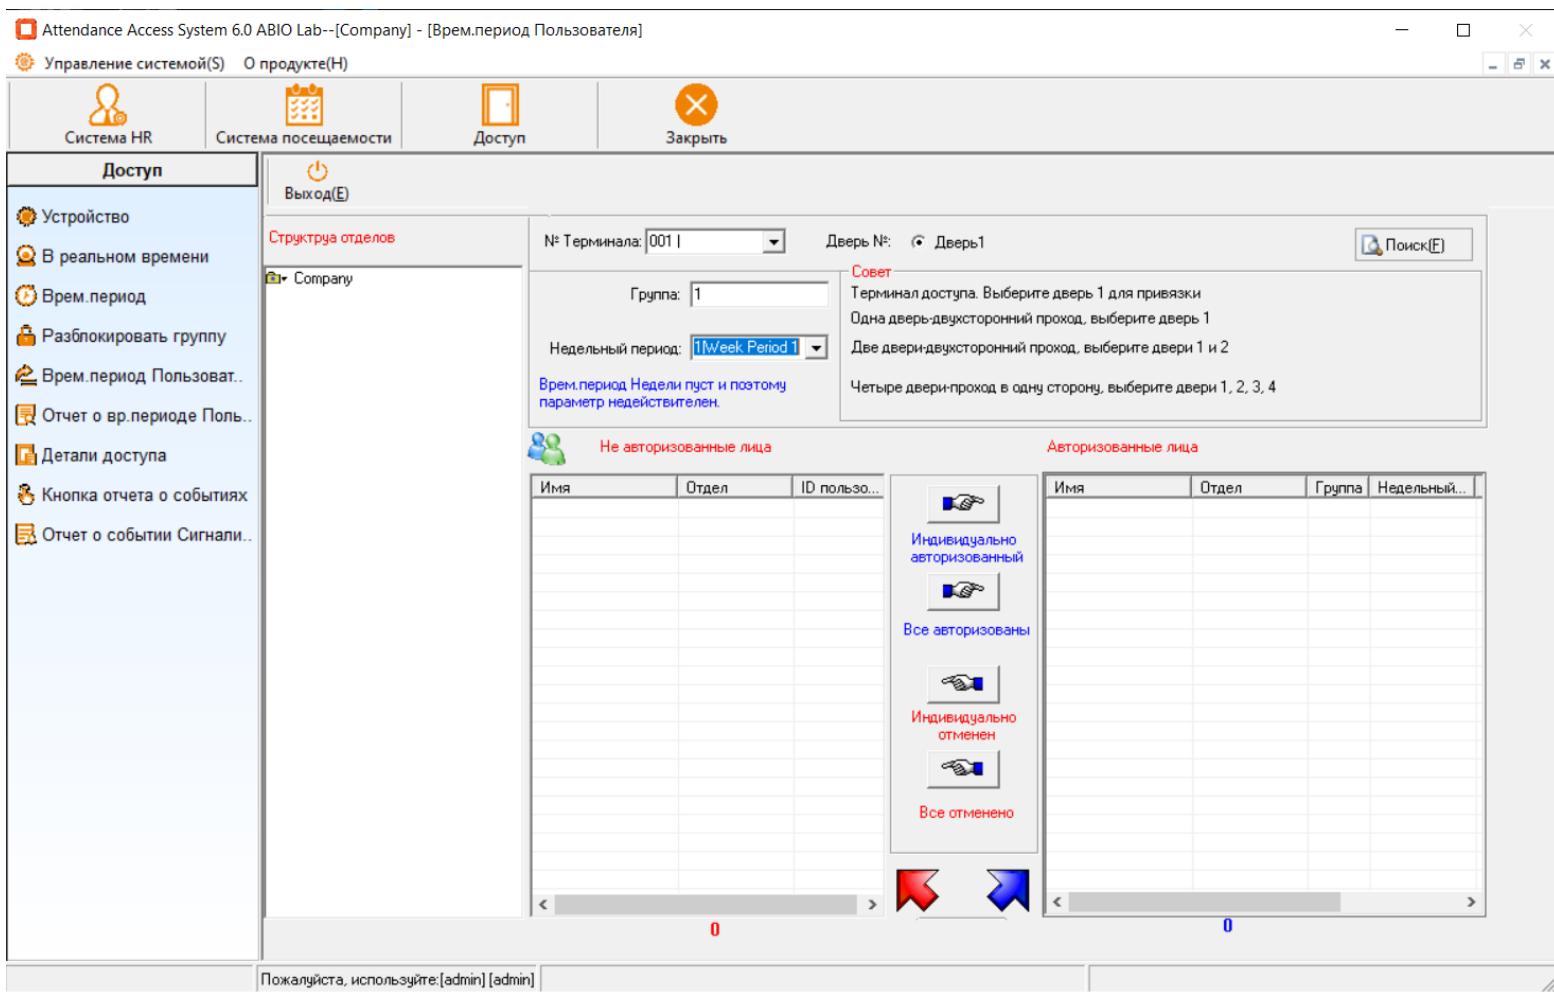 Attendance Access System 6.0 ABIO Lab--[Company] - [Врем.период Пользователя]
Управление системой(S) О продукте(H)
Система HR Система посещаемости Доступ Закрыть
Доступ
Выход(E)
Устройство
В реальном времени
Врем.период
Разблокировать группу
Врем.период Пользоват..
Отчет о вр.периоде Поль..
Детали доступа
Кнопка отчета о событиях
Отчет о событии Сигнали..
Структруа отделов
Company
№ Терминала: 001 | Дверь №: Дверь1 Поиск(F)
Группа: 1
Недельный период: 1|Week Period 1
Врем.период Недели пуст и поэтому
параметр недействителен.
Совет
Терминал доступа. Выберите дверь 1 для привязки
Одна дверь-двухсторонний проход, выберите дверь 1
Две двери-двухсторонний проход, выберите двери 1 и 2
Четыре двери-проход в одну сторону, выберите двери 1, 2, 3, 4
Не авторизованные лица
Имя Отдел ID пользо...
0
Индивидуально
авторизованный
Все авторизованы
Индивидуально
отменен
Все отменено
Авторизованные лица
Имя Отдел Группа Недельный...
0
Пожалуйста, используйте:[admin] [admin]